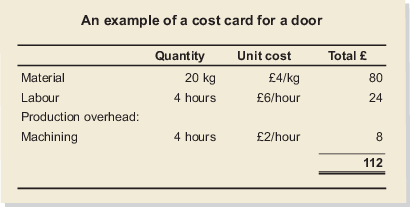 An example of a cost card for a door
Quantity Unit cost Total £
Material 20 kg £4/kg 80
Labour 4 hours £6/hour 24
Production overhead:
Machining 4 hours £2/hour 8
112